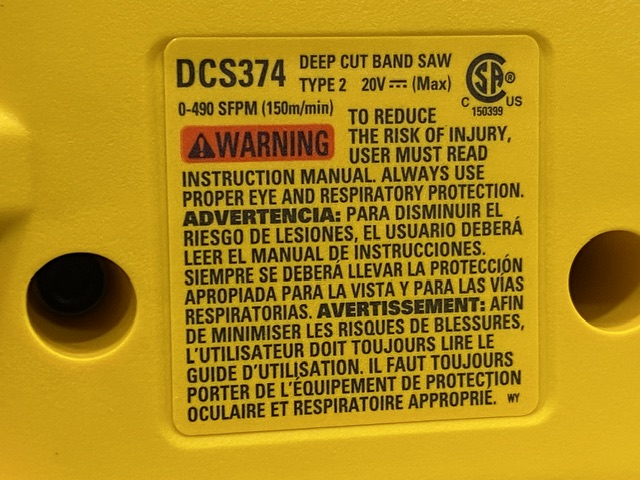 DCS374 DEEP CUT BAND SAW
TYPE 2 20V ⎓ (Max)
0-490 SFPM (150m/min)
CSA ®
C US
150399
⚠WARNING TO REDUCE
THE RISK OF INJURY,
USER MUST READ
INSTRUCTION MANUAL. ALWAYS USE
PROPER EYE AND RESPIRATORY PROTECTION.
ADVERTENCIA: PARA DISMINUIR EL
RIESGO DE LESIONES, EL USUARIO DEBERÁ
LEER EL MANUAL DE INSTRUCCIONES.
SIEMPRE SE DEBERÁ LLEVAR LA PROTECCIÓN
APROPIADA PARA LA VISTA Y PARA LAS VÍAS
RESPIRATORIAS. AVERTISSEMENT: AFIN
DE MINIMISER LES RISQUES DE BLESSURES,
L'UTILISATEUR DOIT TOUJOURS LIRE LE
GUIDE D'UTILISATION. IL FAUT TOUJOURS
PORTER DE L'ÉQUIPEMENT DE PROTECTION
OCULAIRE ET RESPIRATOIRE APPROPRIÉ. WY